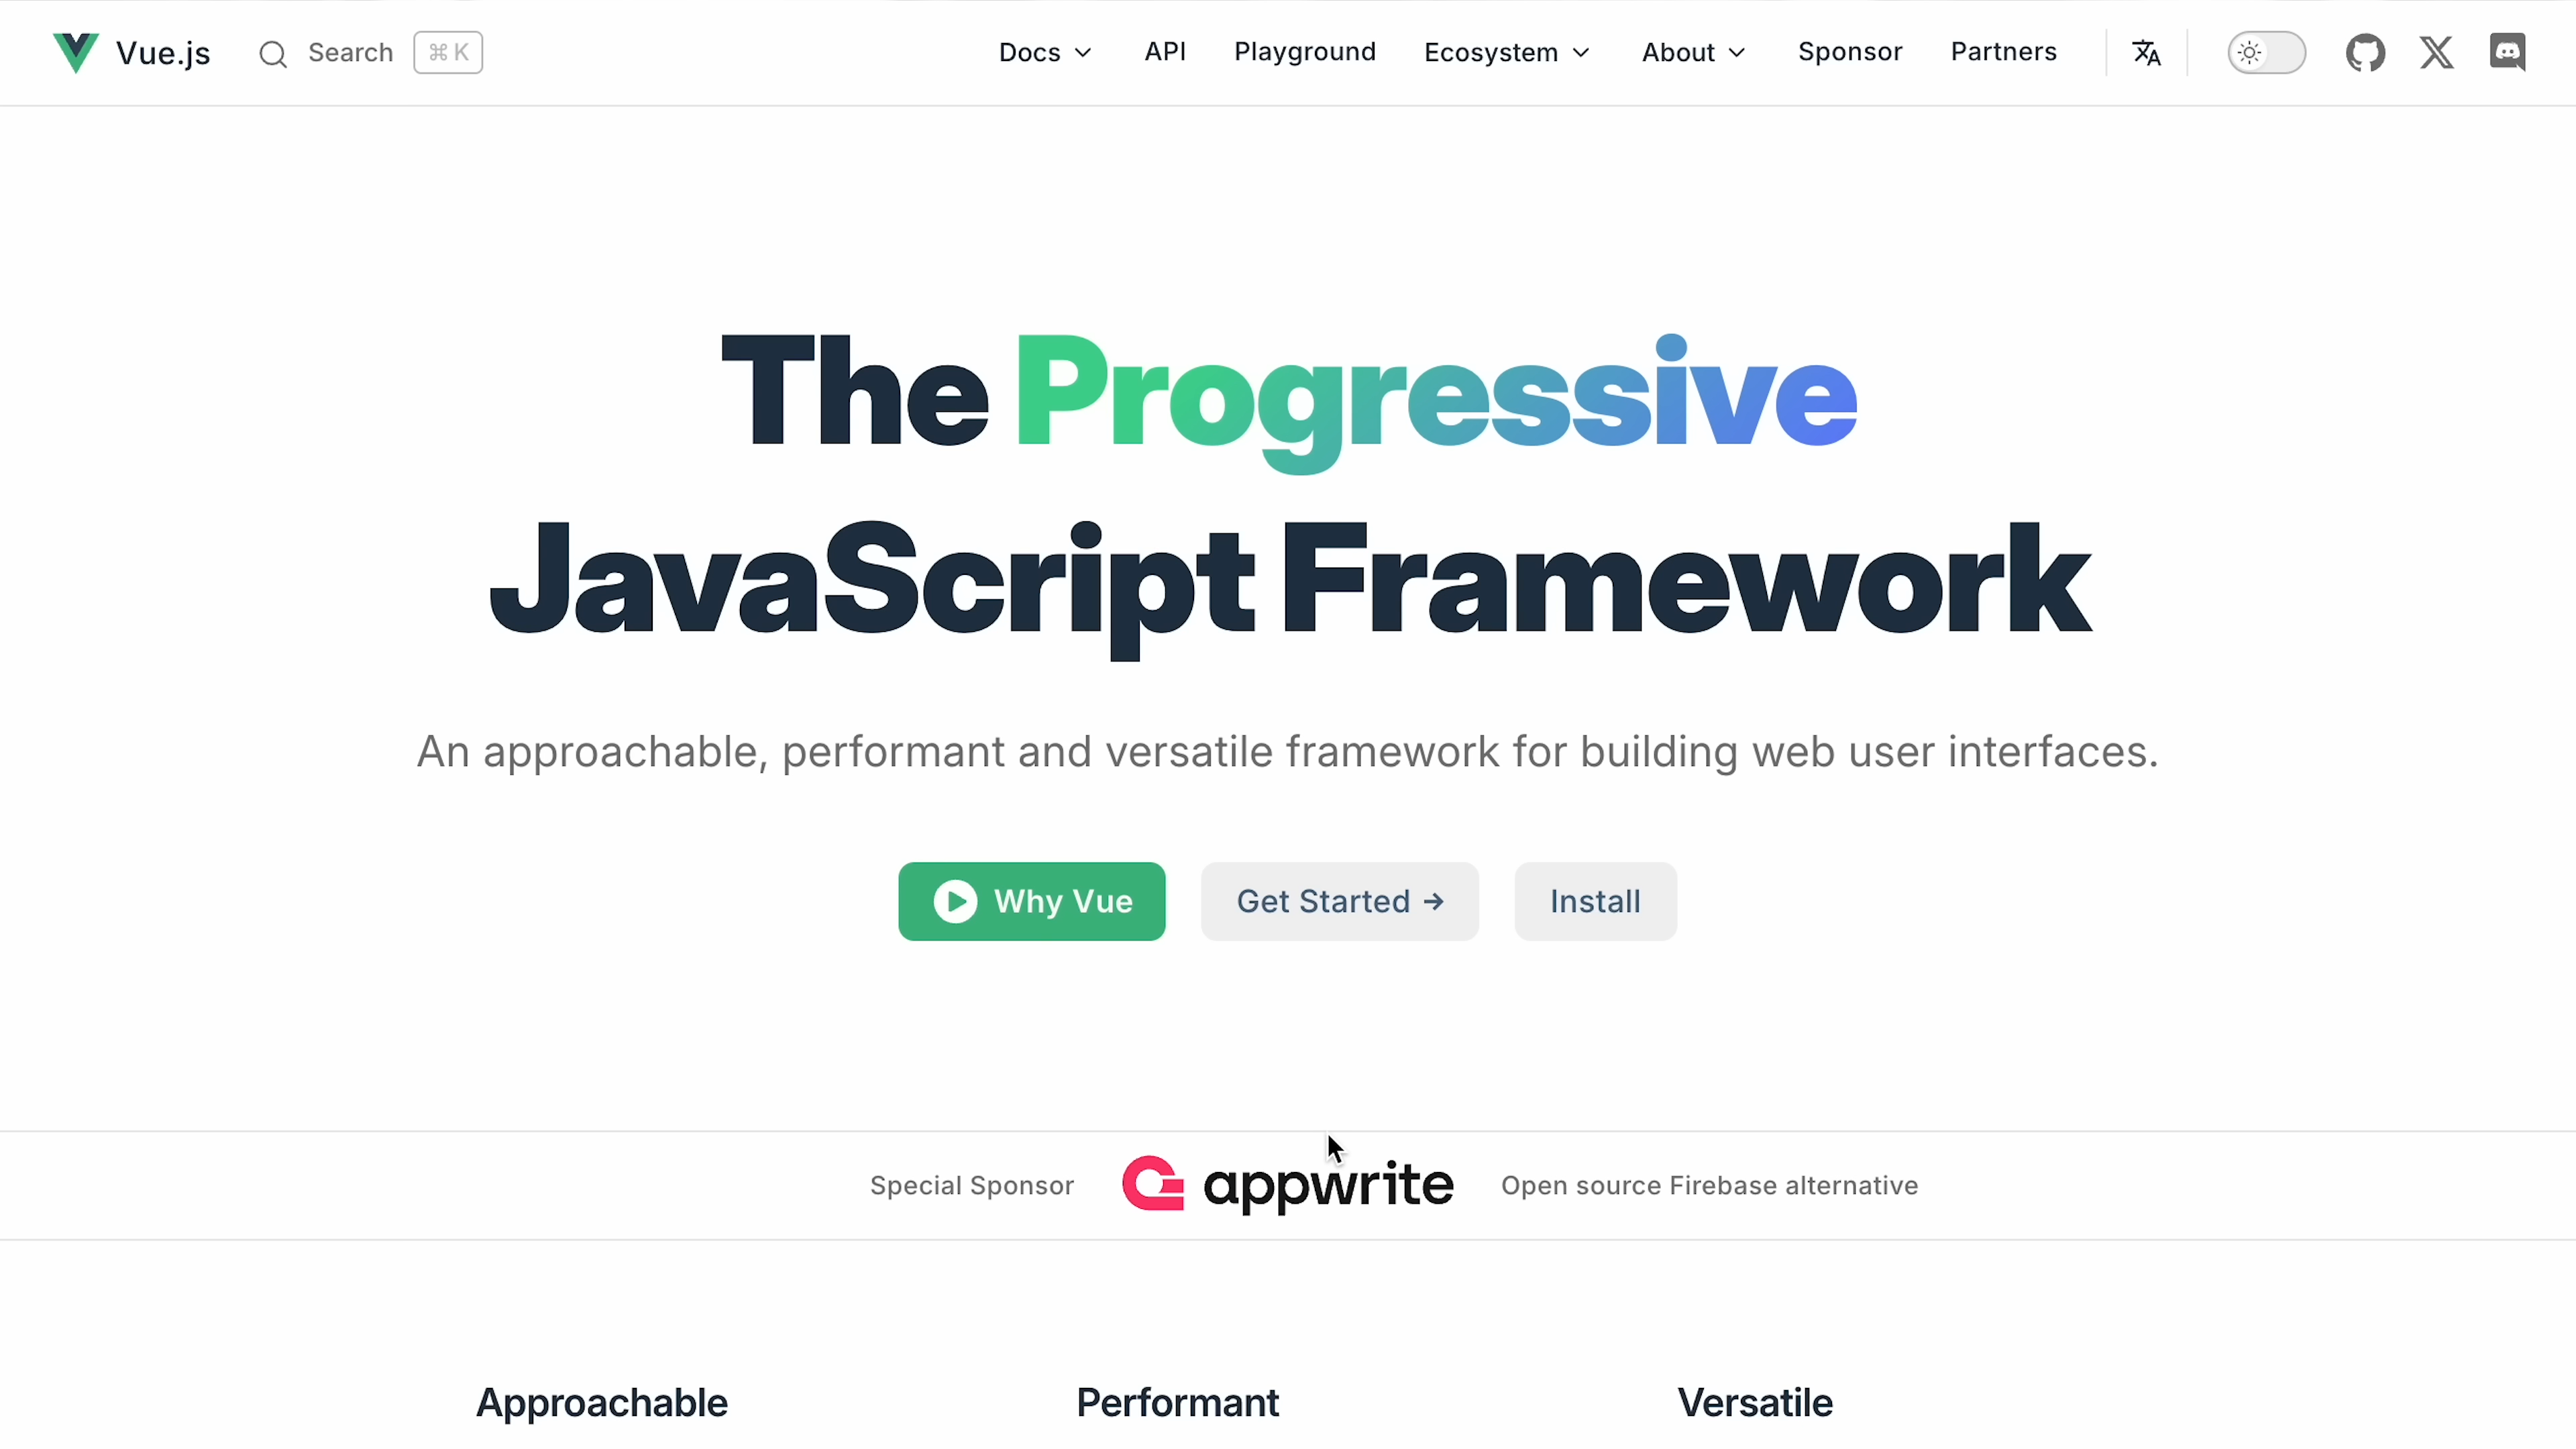 Vue.js Search ⌘ K Docs API Playground Ecosystem About Sponsor Partners
The Progressive
JavaScript Framework
An approachable, performant and versatile framework for building web user interfaces.
Why Vue Get Started → Install
Special Sponsor appwrite Open source Firebase alternative
Approachable Performant Versatile